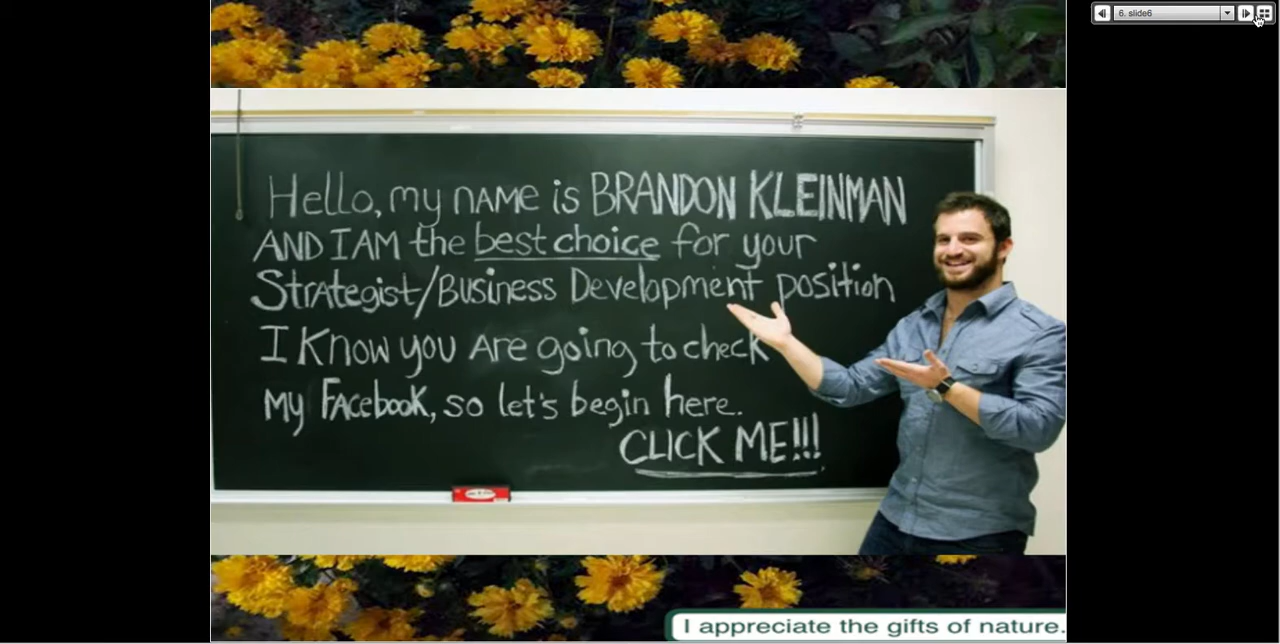 6. slide6
Hello, my NAME is BRANDON KLEINMAN
AND I AM the best choice for your
Strategist/Business Development position
I Know you are going to check
my Facebook, so let's begin here.
CLICK ME!!!
I appreciate the gifts of nature.